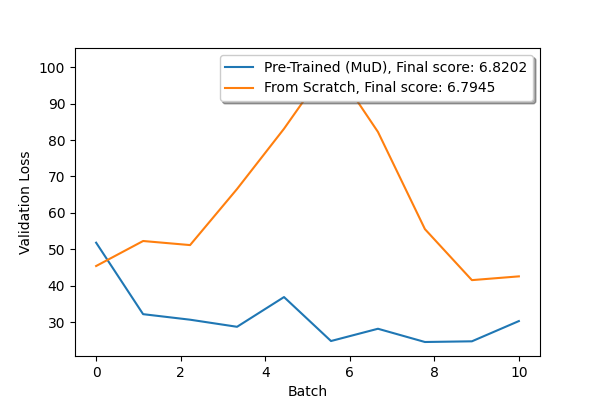 Pre-Trained (MuD), Final score: 6.8202
From Scratch, Final score: 6.7945
100
90
80
70
60
50
40
30
Validation Loss
0 2 4 6 8 10
Batch